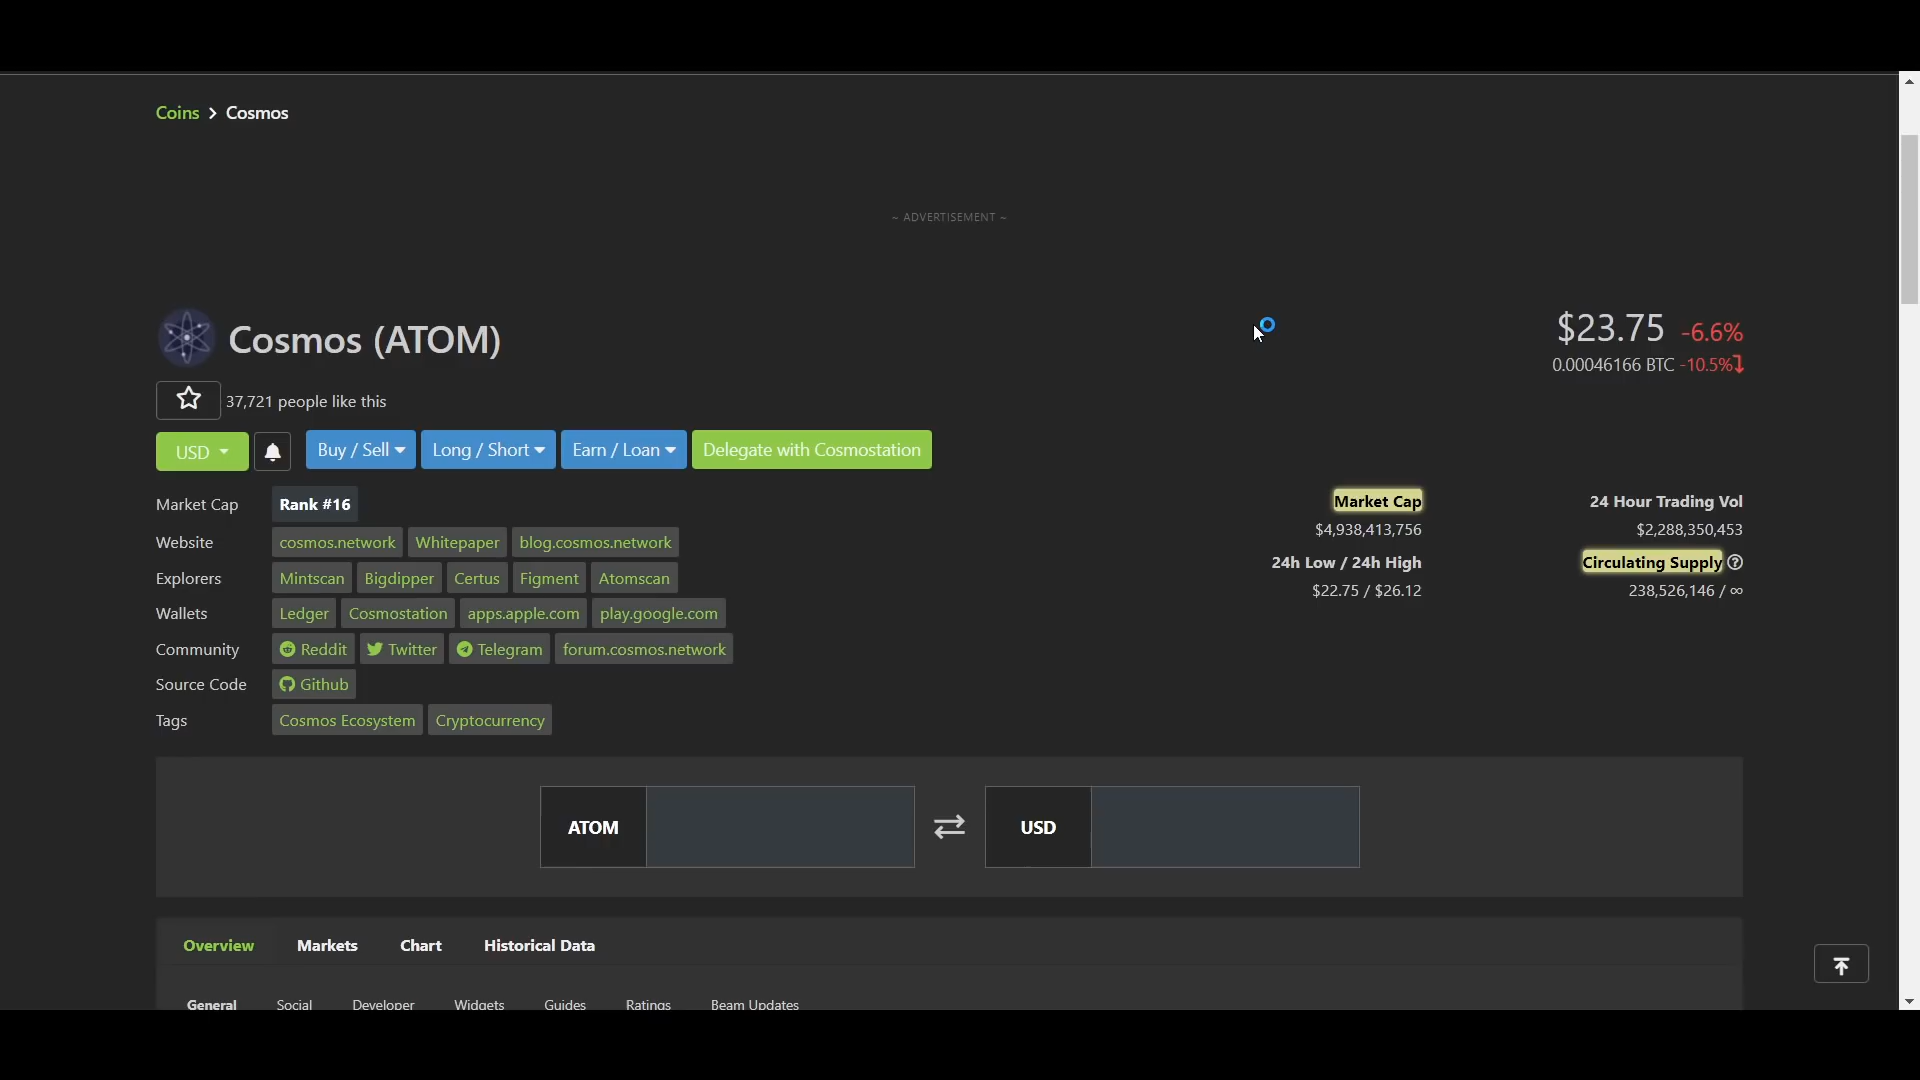 Coins > Cosmos
~ ADVERTISEMENT ~
Cosmos (ATOM)
$23.75 -6.6%
0.00046166 BTC -10.5%
37,721 people like this
USD Buy / Sell Long / Short Earn / Loan Delegate with Cosmostation
Market Cap Rank #16
Website cosmos.network Whitepaper blog.cosmos.network
Explorers Mintscan Bigdipper Certus Figment Atomscan
Wallets Ledger Cosmostation apps.apple.com play.google.com
Community Reddit Twitter Telegram forum.cosmos.network
Source Code Github
Tags Cosmos Ecosystem Cryptocurrency
Market Cap 24 Hour Trading Vol
$4,938,413,756 $2,288,350,453
24h Low / 24h High Circulating Supply ?
$22.75 / $26.12 238,526,146 / ∞
ATOM USD
Overview Markets Chart Historical Data
General Social Developer Widgets Guides Ratings Beam Updates